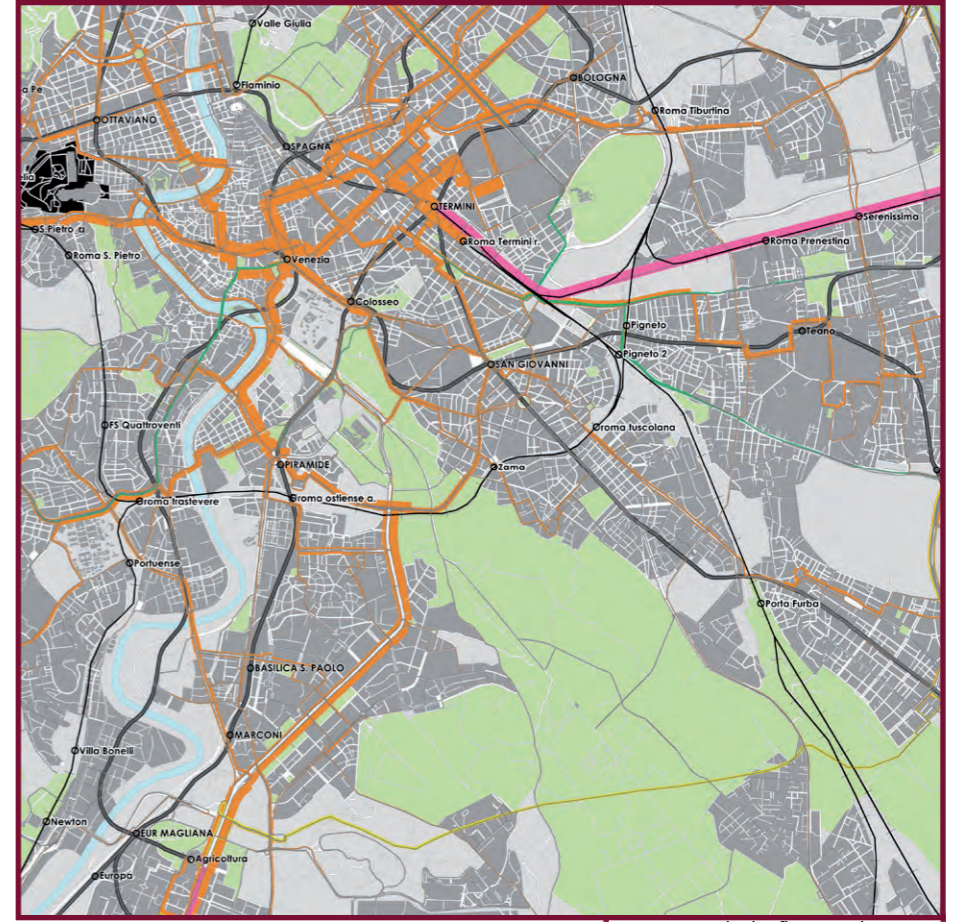 Valle Giulia
BOLOGNA
Flaminio
a Pe
Roma Tiburtina
OTTAVIANO
SPAGNA
TERMINI
Serenissima
S.Pietro a
Roma Termini r.
Roma Prenestina
Roma S. Pietro
Venezia
Colosseo
Pigneto
Teano
Pigneto 2
SAN GIOVANNI
FS Quattroventi
roma tuscolana
PIRAMIDE
Zama
roma trastevere
roma ostiense a.
Portuense
Porta Furba
BASILICA S. PAOLO
MARCONI
Villa Bonelli
Newton
EUR MAGLIANA
Agricoltura
Europa